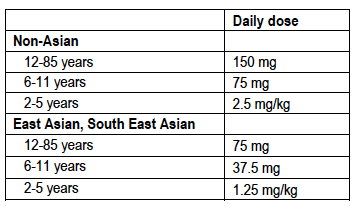 Daily dose
Non-Asian
12-85 years 150 mg
6-11 years 75 mg
2-5 years 2.5 mg/kg
East Asian, South East Asian
12-85 years 75 mg
6-11 years 37.5 mg
2-5 years 1.25 mg/kg